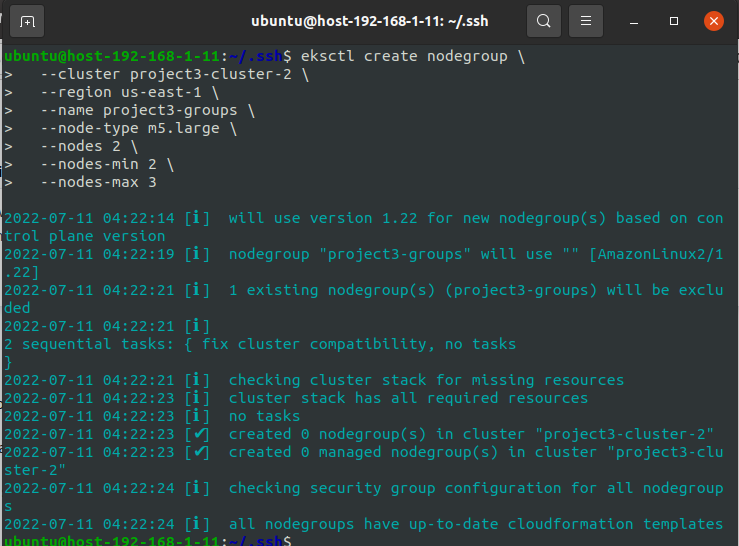 ubuntu@host-192-168-1-11: ~/.ssh
ubuntu@host-192-168-1-11:~/.ssh$ eksctl create nodegroup \
>   --cluster project3-cluster-2 \
>   --region us-east-1 \
>   --name project3-groups \
>   --node-type m5.large \
>   --nodes 2 \
>   --nodes-min 2 \
>   --nodes-max 3
2022-07-11 04:22:14 [ℹ]  will use version 1.22 for new nodegroup(s) based on con
trol plane version
2022-07-11 04:22:19 [ℹ]  nodegroup "project3-groups" will use "" [AmazonLinux2/1
.22]
2022-07-11 04:22:21 [ℹ]  1 existing nodegroup(s) (project3-groups) will be exclu
ded
2022-07-11 04:22:21 [ℹ]
2 sequential tasks: { fix cluster compatibility, no tasks
}
2022-07-11 04:22:21 [ℹ]  checking cluster stack for missing resources
2022-07-11 04:22:23 [ℹ]  cluster stack has all required resources
2022-07-11 04:22:23 [ℹ]  no tasks
2022-07-11 04:22:23 [✔]  created 0 nodegroup(s) in cluster "project3-cluster-2"
2022-07-11 04:22:23 [✔]  created 0 managed nodegroup(s) in cluster "project3-clu
ster-2"
2022-07-11 04:22:24 [ℹ]  checking security group configuration for all nodegroup
s
2022-07-11 04:22:24 [ℹ]  all nodegroups have up-to-date cloudformation templates
ubuntu@host-192-168-1-11:~/.ssh$